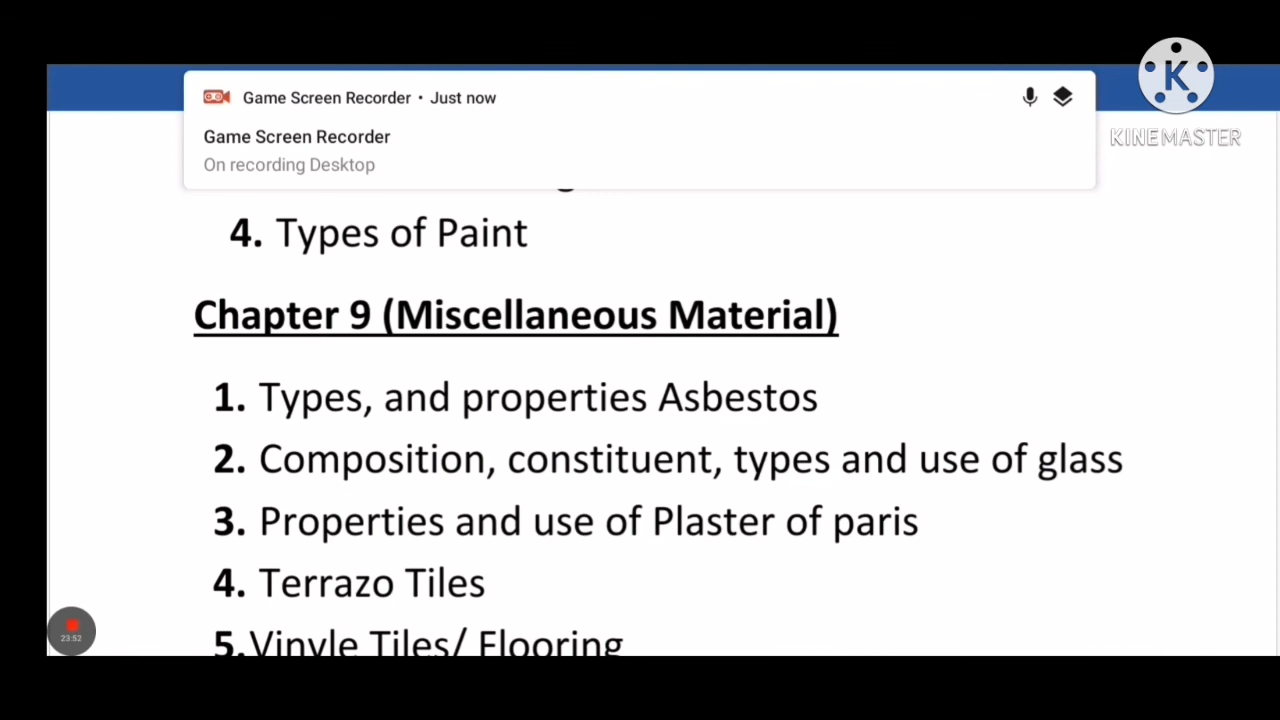 Game Screen Recorder • Just now
Game Screen Recorder
On recording Desktop
K
KINEMASTER
4. Types of Paint
Chapter 9 (Miscellaneous Material)
1. Types, and properties Asbestos
2. Composition, constituent, types and use of glass
3. Properties and use of Plaster of paris
4. Terrazo Tiles
5.Vinyle Tiles/ Flooring
23:52